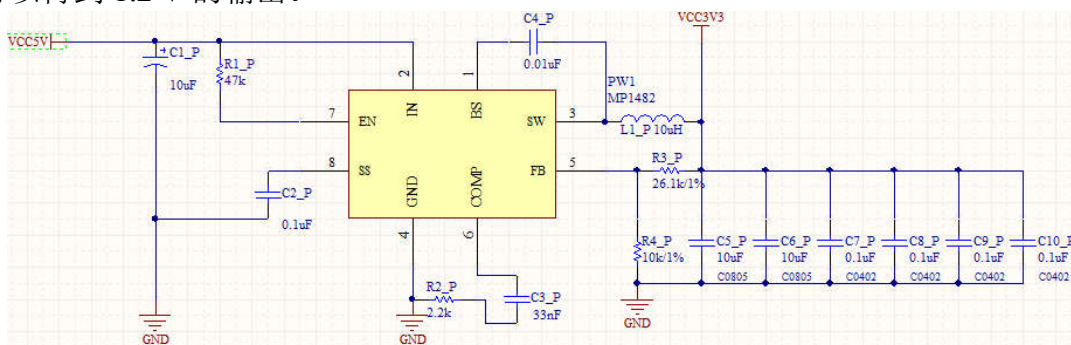 VCC5V
C1_P
10uF
R1_P
47k
C2_P
0.1uF
GND
2
1
IN
BS
7
EN
8
SS
GND
COMP
SW
3
FB
5
4
6
C4_P
0.01uF
PW1
MP1482
L1_P 10uH
VCC3V3
R3_P
26.1k/1%
R4_P
10k/1%
C5_P
10uF
C0805
C6_P
10uF
C0805
C7_P
0.1uF
C0402
C8_P
0.1uF
C0402
C9_P
0.1uF
C0402
C10_P
0.1uF
C0402
R2_P
2.2k
C3_P
33nF
GND
GND